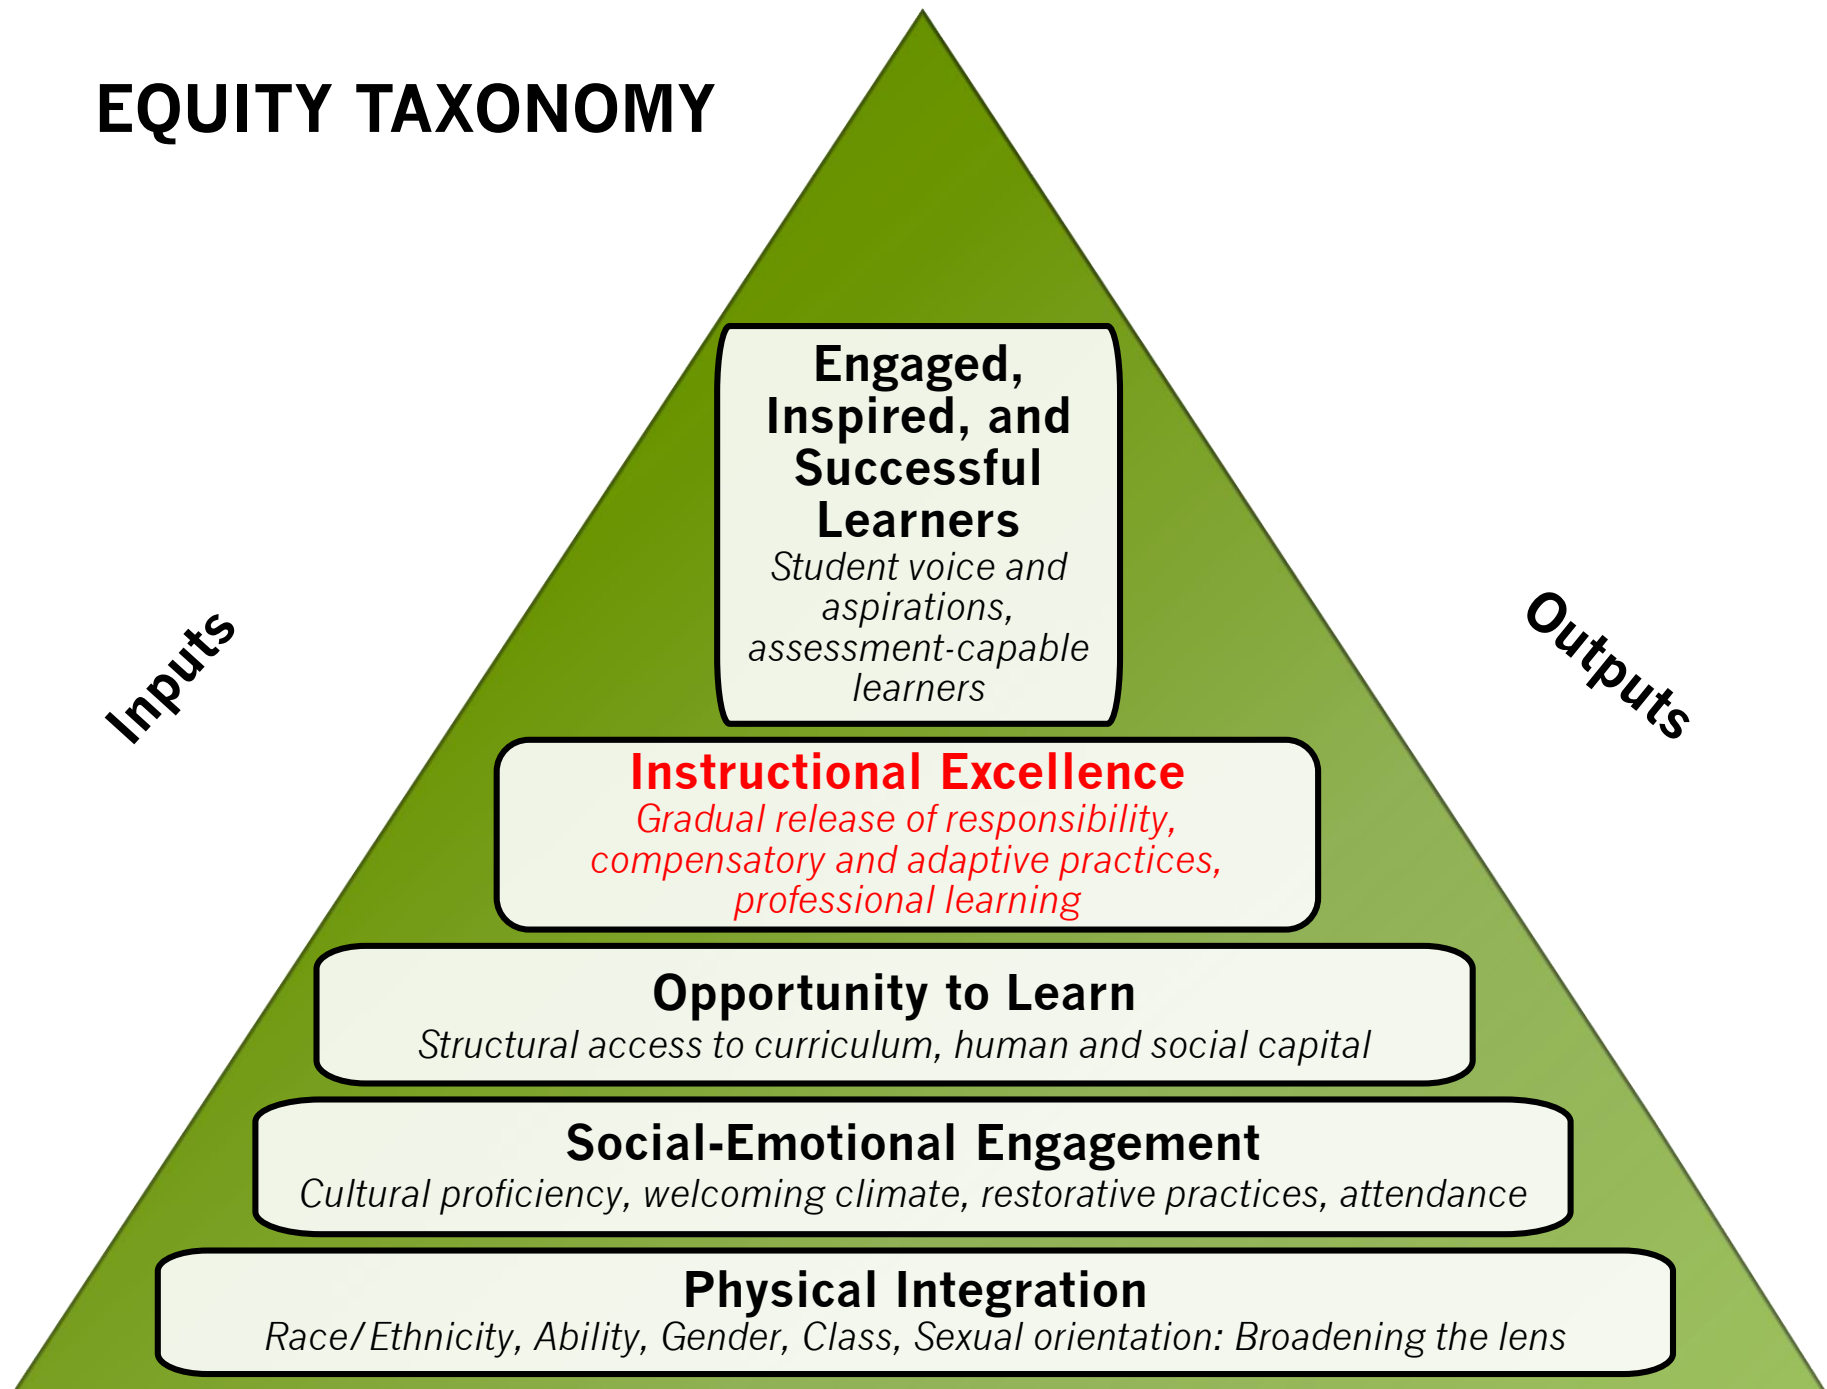 EQUITY TAXONOMY
Engaged,
Inspired, and
Successful
Learners
Student voice and
aspirations,
assessment-capable
learners
Inputs
Outputs
Instructional Excellence
Gradual release of responsibility,
compensatory and adaptive practices,
professional learning
Opportunity to Learn
Structural access to curriculum, human and social capital
Social-Emotional Engagement
Cultural proficiency, welcoming climate, restorative practices, attendance
Physical Integration
Race/Ethnicity, Ability, Gender, Class, Sexual orientation: Broadening the lens